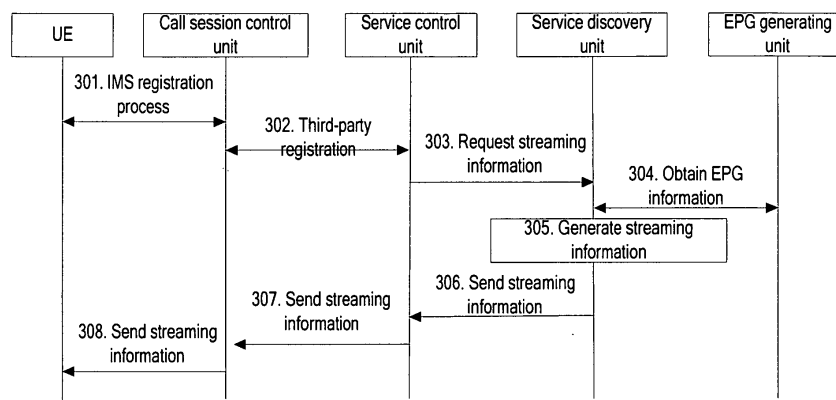 UE
Call session control
unit
Service control
unit
Service discovery
unit
EPG generating
unit
301. IMS registration
process
302. Third-party
registration
303. Request streaming
information
304. Obtain EPG
information
305. Generate streaming
information
306. Send streaming
information
307. Send streaming
information
308. Send streaming
information